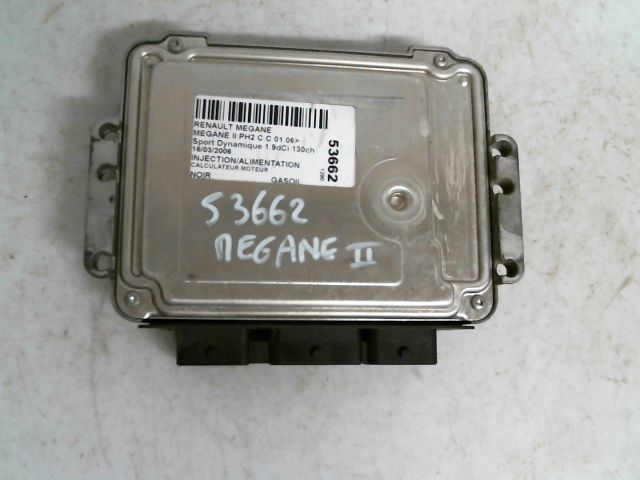 RENAULT MEGANE
MEGANE II PH2 C.C 01.06>
Sport Dynamique 1.9dCi 130ch
16/03/2006
INJECTION/ALIMENTATION
CALCULATEUR MOTEUR
NOIR GASOIL
53662
53662
MEGANE II